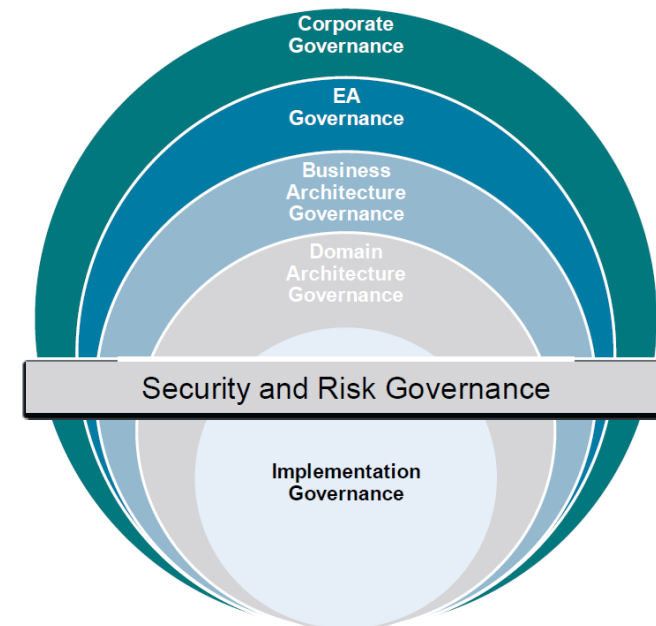 Corporate
Governance
EA
Governance
Business
Architecture
Governance
Domain
Architecture
Governance
Security and Risk Governance
Implementation
Governance